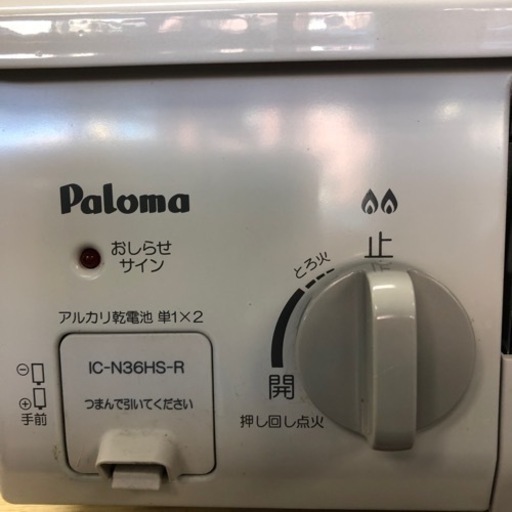 Paloma
おしらせ
サイン
アルカリ乾電池 単1×2
IC-N36HS-R
つまんで引いてください
⊖
⊕
手前
止
とろ火
開
押し回し点火